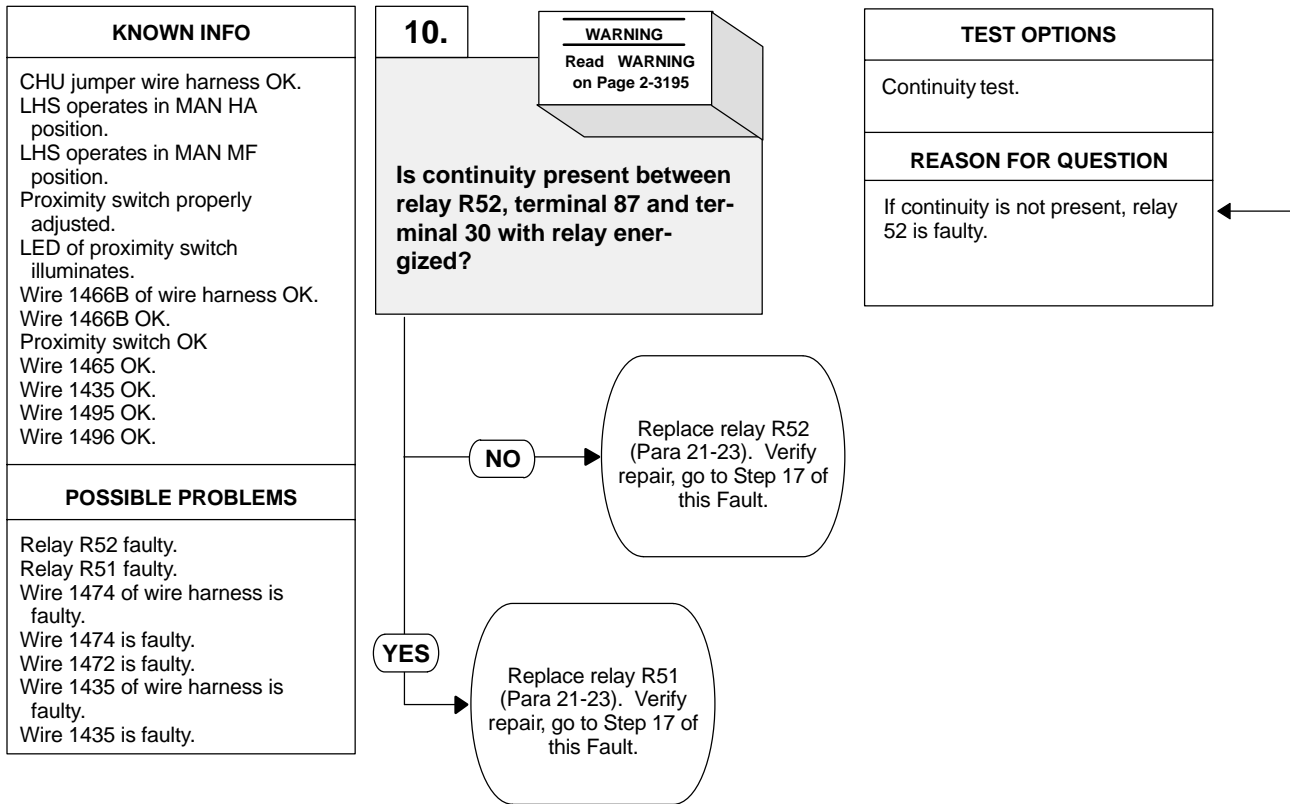 KNOWN INFO
CHU jumper wire harness OK.
LHS operates in MAN HA
position.
LHS operates in MAN MF
position.
Proximity switch properly
adjusted.
LED of proximity switch
illuminates.
Wire 1466B of wire harness OK.
Wire 1466B OK.
Proximity switch OK
Wire 1465 OK.
Wire 1435 OK.
Wire 1495 OK.
Wire 1496 OK.
POSSIBLE PROBLEMS
Relay R52 faulty.
Relay R51 faulty.
Wire 1474 of wire harness is
faulty.
Wire 1474 is faulty.
Wire 1472 is faulty.
Wire 1435 of wire harness is
faulty.
Wire 1435 is faulty.
10.
WARNING
Read WARNING
on Page 2-3195
Is continuity present between
relay R52, terminal 87 and ter-
minal 30 with relay ener-
gized?
NO
Replace relay R52
(Para 21-23). Verify
repair, go to Step 17 of
this Fault.
YES
Replace relay R51
(Para 21-23). Verify
repair, go to Step 17 of
this Fault.
TEST OPTIONS
Continuity test.
REASON FOR QUESTION
If continuity is not present, relay
52 is faulty.